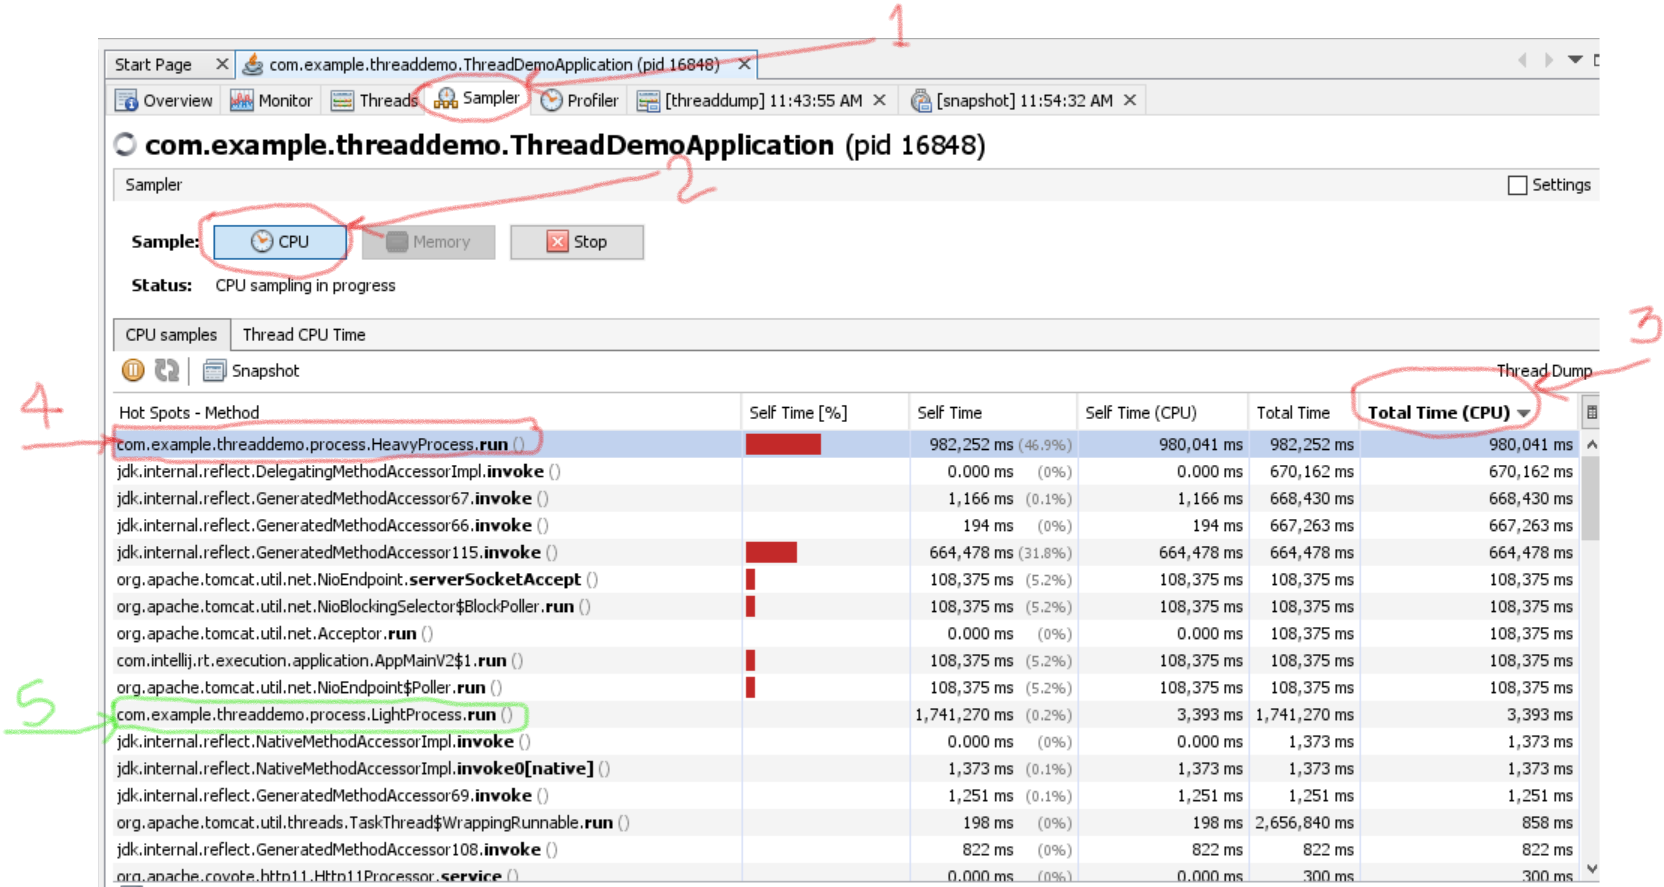 1
Start Page com.example.threaddemo.ThreadDemoApplication (pid 16848)
Overview Monitor Threads Sampler Profiler [threaddump] 11:43:55 AM [snapshot] 11:54:32 AM
com.example.threaddemo.ThreadDemoApplication (pid 16848)
2
Sampler Settings
Sample: CPU Memory Stop
Status: CPU sampling in progress
3
CPU samples Thread CPU Time
Snapshot Thread Dump
4
Hot Spots - Method Self Time [%] Self Time Self Time (CPU) Total Time Total Time (CPU)
com.example.threaddemo.process.HeavyProcess.run () 982,252 ms (46.9%) 980,041 ms 982,252 ms 980,041 ms
jdk.internal.reflect.DelegatingMethodAccessorImpl.invoke () 0.000 ms (0%) 0.000 ms 670,162 ms 670,162 ms
jdk.internal.reflect.GeneratedMethodAccessor67.invoke () 1,166 ms (0.1%) 1,166 ms 668,430 ms 668,430 ms
jdk.internal.reflect.GeneratedMethodAccessor66.invoke () 194 ms (0%) 194 ms 667,263 ms 667,263 ms
jdk.internal.reflect.GeneratedMethodAccessor115.invoke () 664,478 ms (31.8%) 664,478 ms 664,478 ms 664,478 ms
org.apache.tomcat.util.net.NioEndpoint.serverSocketAccept () 108,375 ms (5.2%) 108,375 ms 108,375 ms 108,375 ms
org.apache.tomcat.util.net.NioBlockingSelector$BlockPoller.run () 108,375 ms (5.2%) 108,375 ms 108,375 ms 108,375 ms
org.apache.tomcat.util.net.Acceptor.run () 0.000 ms (0%) 0.000 ms 108,375 ms 108,375 ms
com.intellij.rt.execution.application.AppMainV2$1.run () 108,375 ms (5.2%) 108,375 ms 108,375 ms 108,375 ms
org.apache.tomcat.util.net.NioEndpoint$Poller.run () 108,375 ms (5.2%) 108,375 ms 108,375 ms 108,375 ms
5
com.example.threaddemo.process.LightProcess.run () 1,741,270 ms (0.2%) 3,393 ms 1,741,270 ms 3,393 ms
jdk.internal.reflect.NativeMethodAccessorImpl.invoke () 0.000 ms (0%) 0.000 ms 1,373 ms 1,373 ms
jdk.internal.reflect.NativeMethodAccessorImpl.invoke0[native] () 1,373 ms (0.1%) 1,373 ms 1,373 ms 1,373 ms
jdk.internal.reflect.GeneratedMethodAccessor69.invoke () 1,251 ms (0.1%) 1,251 ms 1,251 ms 1,251 ms
org.apache.tomcat.util.threads.TaskThread$WrappingRunnable.run () 198 ms (0%) 198 ms 2,656,840 ms 858 ms
jdk.internal.reflect.GeneratedMethodAccessor108.invoke () 822 ms (0%) 822 ms 822 ms 822 ms
org.apache.coyote.http11.Http11Processor.service () 0.000 ms (0%) 0.000 ms 300 ms 300 ms